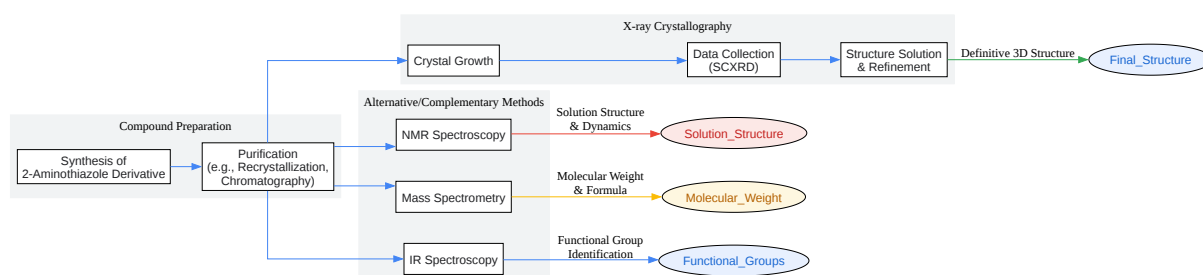 X-ray Crystallography
Crystal Growth
Data Collection
(SCXRD)
Structure Solution
& Refinement
Definitive 3D Structure
Final_Structure
Alternative/Complementary Methods
NMR Spectroscopy
Solution Structure
& Dynamics
Solution_Structure
Compound Preparation
Synthesis of
2-Aminothiazole Derivative
Purification
(e.g., Recrystallization,
Chromatography)
Mass Spectrometry
Molecular Weight
& Formula
Molecular_Weight
IR Spectroscopy
Functional Group
Identification
Functional_Groups